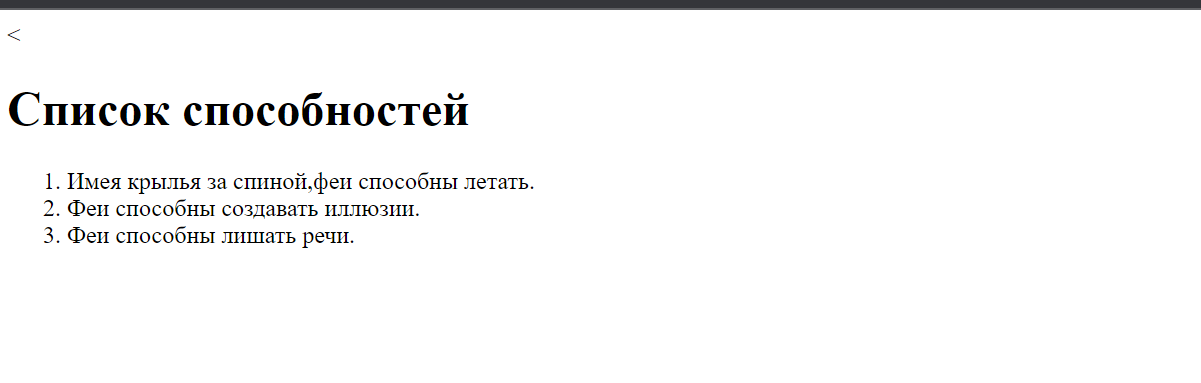 <
Список способностей
1. Имея крылья за спиной,феи способны летать.
2. Феи способны создавать иллюзии.
3. Феи способны лишать речи.